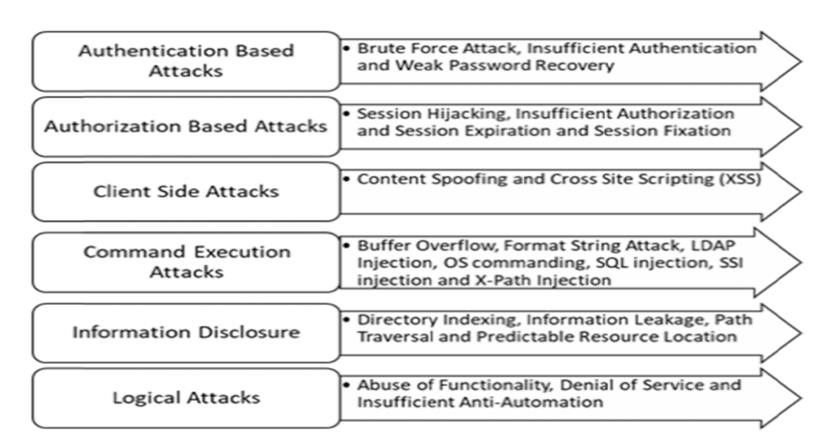 Authentication Based
Attacks
• Brute Force Attack, Insufficient Authentication
and Weak Password Recovery
Authorization Based Attacks
• Session Hijacking, Insufficient Authorization
and Session Expiration and Session Fixation
Client Side Attacks
• Content Spoofing and Cross Site Scripting (XSS)
Command Execution
Attacks
• Buffer Overflow, Format String Attack, LDAP
Injection, OS commanding, SQL injection, SSI
injection and X-Path Injection
Information Disclosure
• Directory Indexing, Information Leakage, Path
Traversal and Predictable Resource Location
Logical Attacks
• Abuse of Functionality, Denial of Service and
Insufficient Anti-Automation